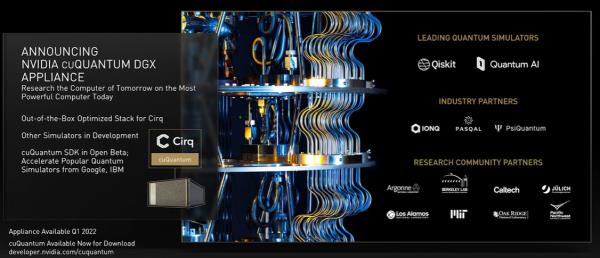 ANNOUNCING
NVIDIA CUQUANTUM DGX
APPLIANCE
Research the Computer of Tomorrow on the Most
Powerful Computer Today
Out-of-the-Box Optimized Stack for Cirq
Other Simulators in Development
cuQuantum SDK in Open Beta;
Accelerate Popular Quantum
Simulators from Google, IBM
Cirq
cuQuantum
Appliance Available Q1 2022
cuQuantum Available Now for Download
developer.nvidia.com/cuquantum
LEADING QUANTUM SIMULATORS
Qiskit
Quantum AI
INDUSTRY PARTNERS
IONQ
PASQAL
PsiQuantum
RESEARCH COMMUNITY PARTNERS
Argonne
BERKELEY LAB
Caltech
JÜLICH
Los Alamos
MIT
OAK RIDGE
National Laboratory
Pacific
Northwest